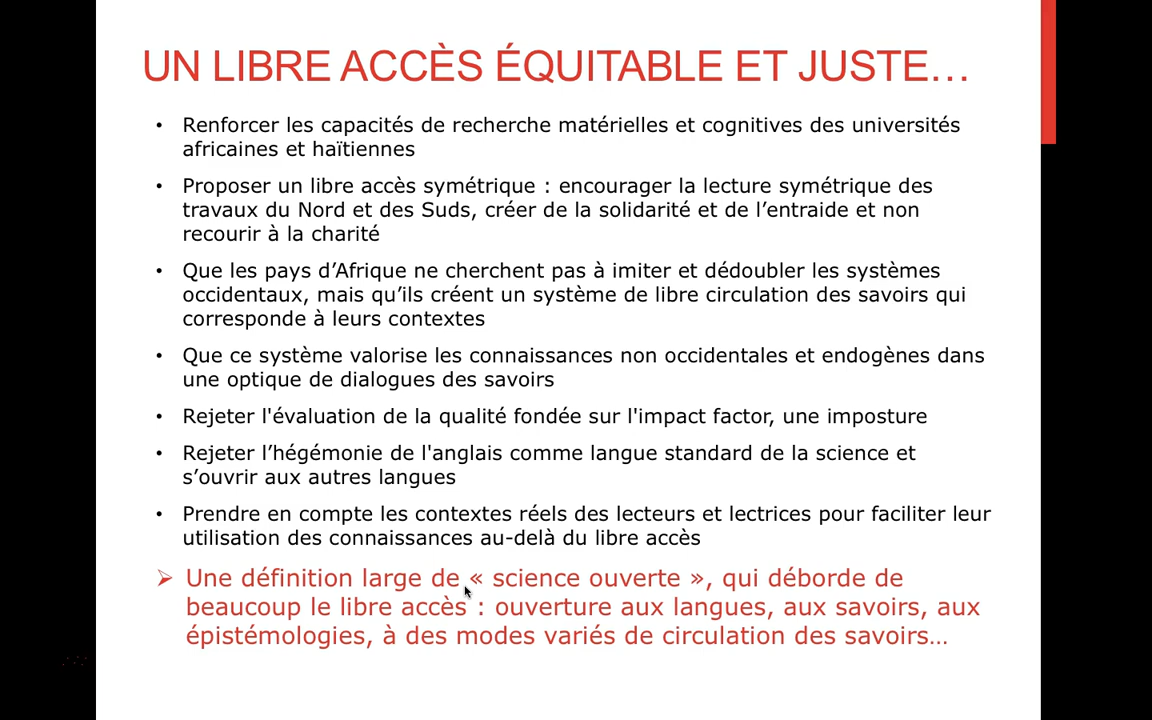 UN LIBRE ACCÈS ÉQUITABLE ET JUSTE…
• Renforcer les capacités de recherche matérielles et cognitives des universités
africaines et haïtiennes
• Proposer un libre accès symétrique : encourager la lecture symétrique des
travaux du Nord et des Suds, créer de la solidarité et de l’entraide et non
recourir à la charité
• Que les pays d’Afrique ne cherchent pas à imiter et dédoubler les systèmes
occidentaux, mais qu’ils créent un système de libre circulation des savoirs qui
corresponde à leurs contextes
• Que ce système valorise les connaissances non occidentales et endogènes dans
une optique de dialogues des savoirs
• Rejeter l'évaluation de la qualité fondée sur l'impact factor, une imposture
• Rejeter l’hégémonie de l'anglais comme langue standard de la science et
s’ouvrir aux autres langues
• Prendre en compte les contextes réels des lecteurs et lectrices pour faciliter leur
utilisation des connaissances au-delà du libre accès
➢ Une définition large de « science ouverte », qui déborde de
beaucoup le libre accès : ouverture aux langues, aux savoirs, aux
épistémologies, à des modes variés de circulation des savoirs…